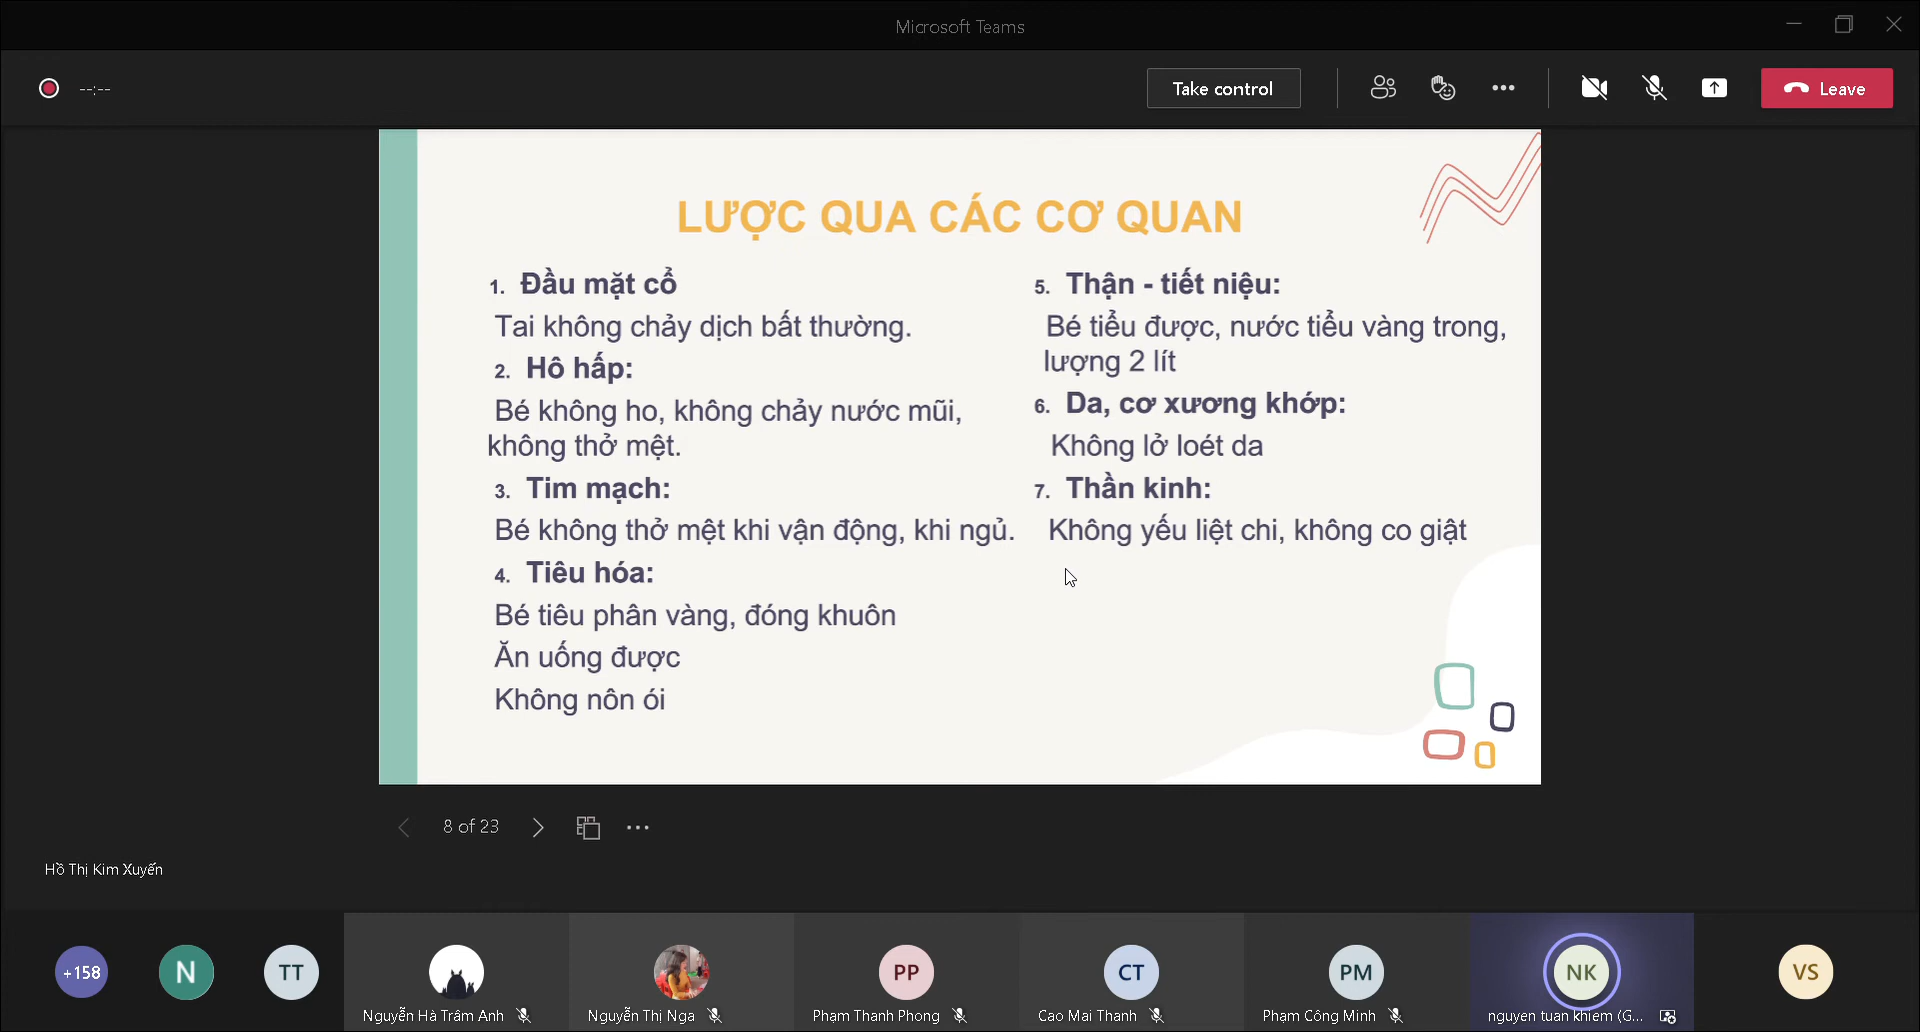 Microsoft Teams
--:--
Take control
Leave
LƯỢC QUA CÁC CƠ QUAN
1. Đầu mặt cổ
Tai không chảy dịch bất thường.
2. Hô hấp:
Bé không ho, không chảy nước mũi,
không thở mệt.
3. Tim mạch:
Bé không thở mệt khi vận động, khi ngủ.
4. Tiêu hóa:
Bé tiêu phân vàng, đóng khuôn
Ăn uống được
Không nôn ói
5. Thận - tiết niệu:
Bé tiểu được, nước tiểu vàng trong,
lượng 2 lít
6. Da, cơ xương khớp:
Không lở loét da
7. Thần kinh:
Không yếu liệt chi, không co giật
8 of 23
Hồ Thị Kim Xuyến
+158
N
TT
Nguyễn Hà Trâm Anh
Nguyễn Thị Nga
PP
Phạm Thanh Phong
CT
Cao Mai Thanh
PM
Phạm Công Minh
NK
nguyen tuan khiem (G...
VS